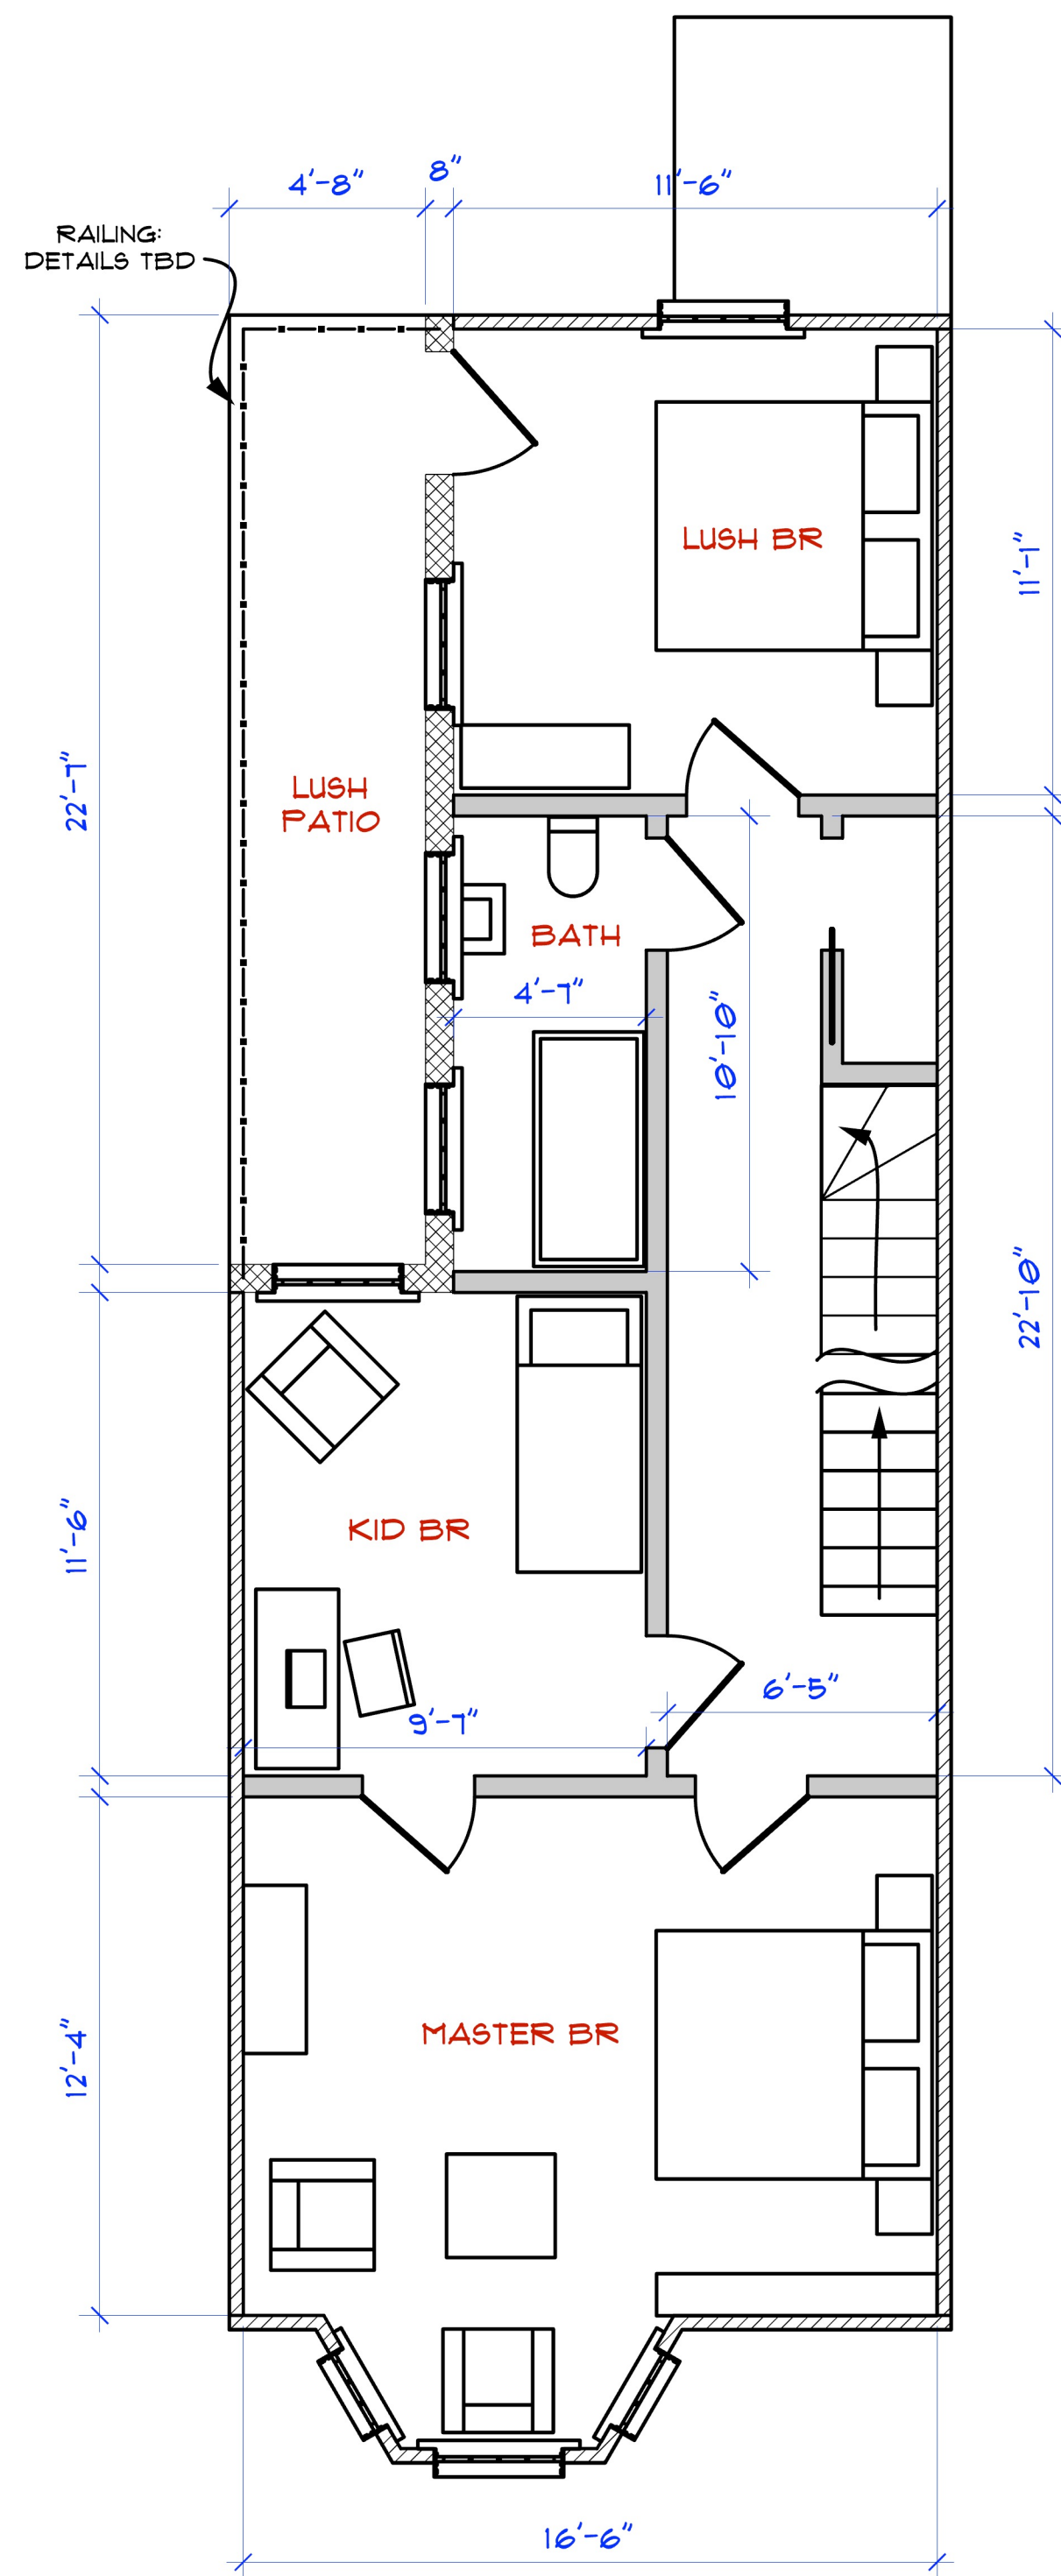 8"
4'-8"
11'-6"
RAILING:
DETAILS TBD
LUSH BR
11'-1"
22'-7"
LUSH
PATIO
BATH
4'-7"
10'-10"
22'-10"
KID BR
11'-6"
6'-5"
9'-7"
MASTER BR
12'-4"
16'-6"